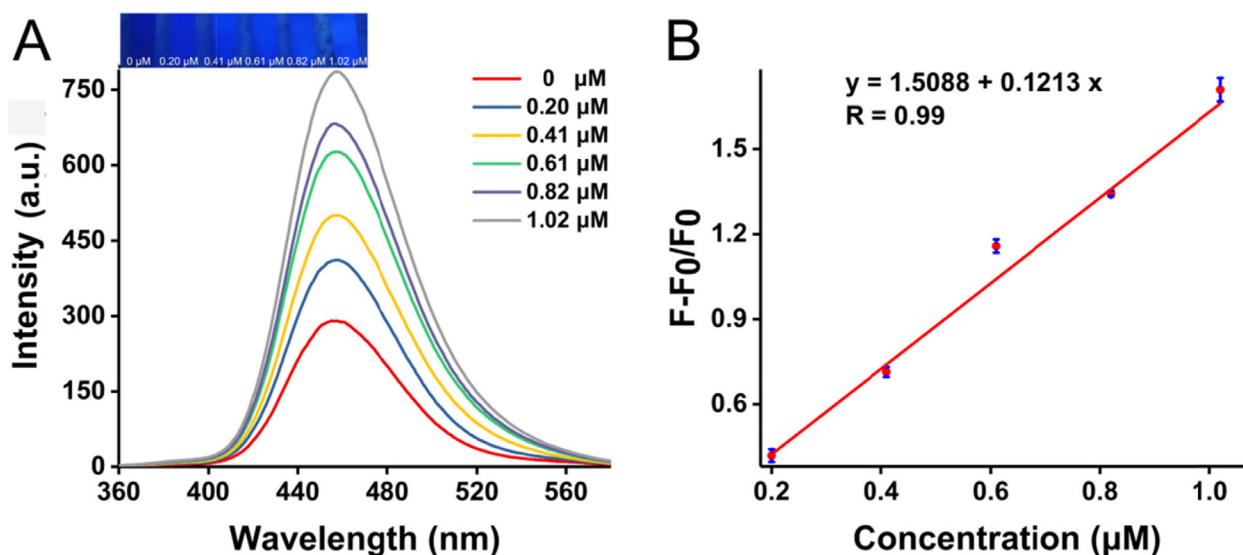 A
0 µM 0.20 µM 0.41 µM 0.61 µM 0.82 µM 1.02 µM
750
600
450
300
150
0
Intensity (a.u.)
0 µM
0.20 µM
0.41 µM
0.61 µM
0.82 µM
1.02 µM
360 400 440 480 520 560
Wavelength (nm)
B
y = 1.5088 + 0.1213 x
R = 0.99
1.5
1.2
0.9
0.6
F-F0/F0
0.2 0.4 0.6 0.8 1.0
Concentration (µM)